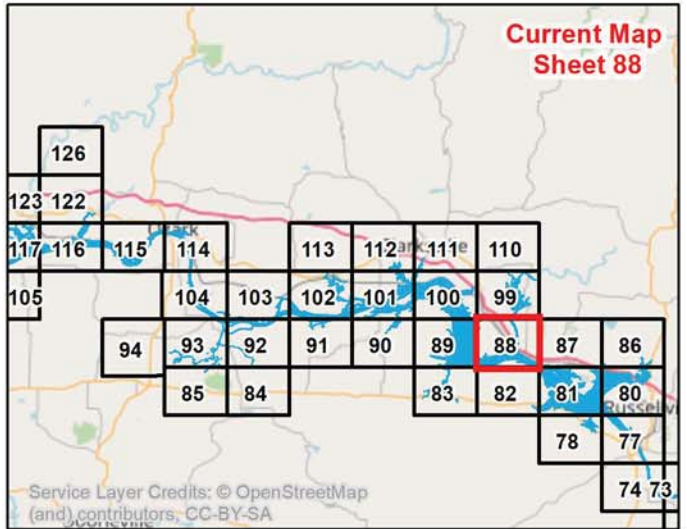 Current Map
Sheet 88
126
123 122
117 116 115 114 113 112 111 110
105 104 103 102 101 100 99
94 93 92 91 90 89 88 87 86
85 84 83 82 81 80
78 77
74 73
Service Layer Credits: © OpenStreetMap
(and) contributors, CC-BY-SA